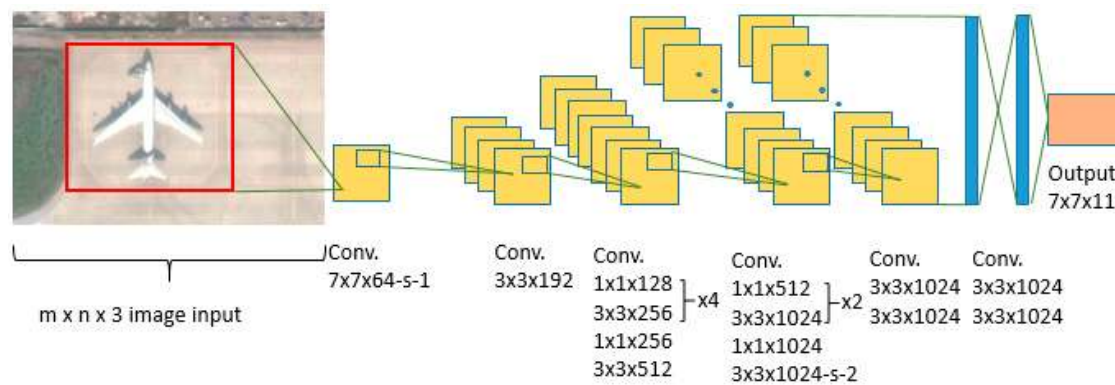 Output
7x7x11
m x n x 3 image input
Conv.
7x7x64-s-1
Conv.
3x3x192
Conv.
1x1x128
3x3x256
x4
1x1x256
3x3x512
Conv.
1x1x512
3x3x1024
x2
1x1x1024
3x3x1024-s-2
Conv.
3x3x1024
3x3x1024
Conv.
3x3x1024
3x3x1024